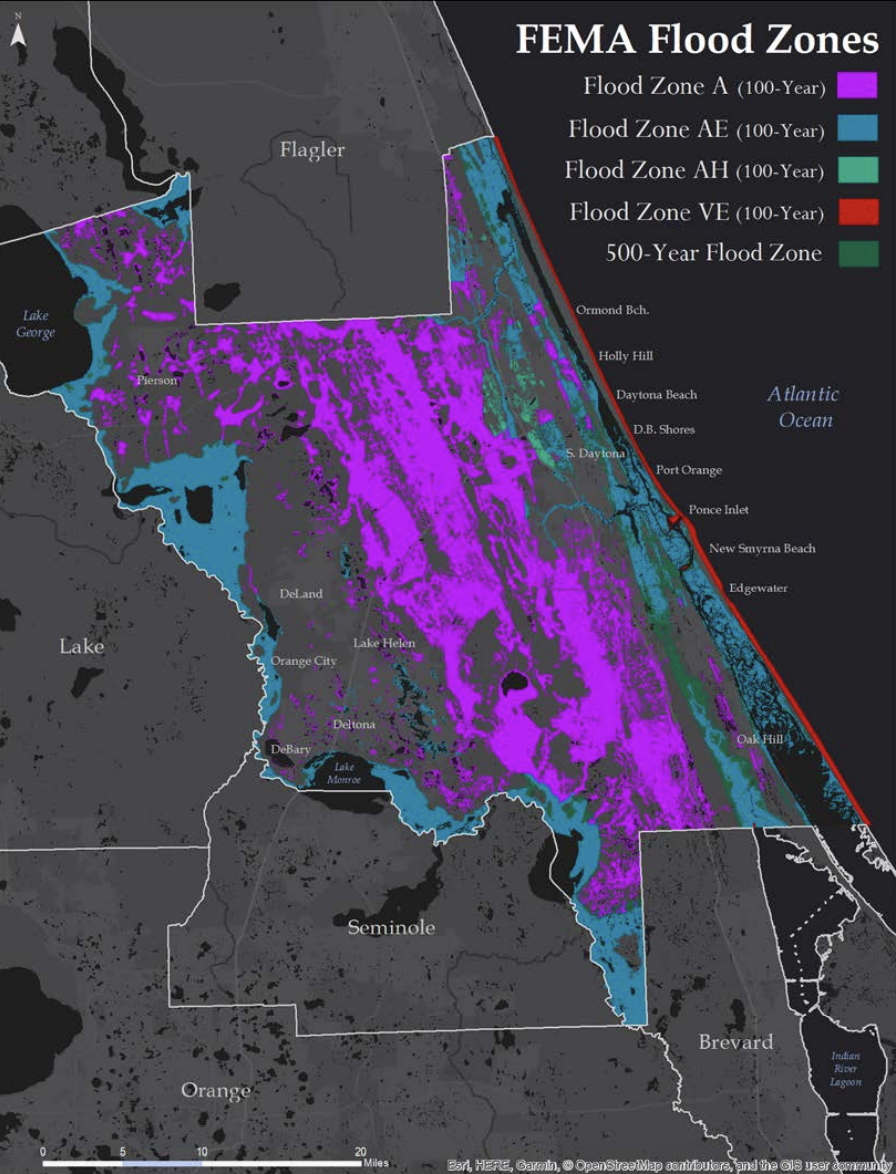 N
FEMA Flood Zones
Flood Zone A (100-Year)
Flood Zone AE (100-Year)
Flood Zone AH (100-Year)
Flood Zone VE (100-Year)
500-Year Flood Zone
Flagler
Lake
George
Ormond Bch.
Holly Hill
Pierson
Daytona Beach
Atlantic
Ocean
D.B. Shores
S. Daytona
Port Orange
Ponce Inlet
New Smyrna Beach
Edgewater
DeLand
Lake
Lake Helen
Orange City
Deltona
Oak Hill
DeBary
Lake
Monroe
Seminole
Brevard
Indian
River
Lagoon
Orange
0 5 10 20
Miles
Esri, HERE, Garmin, © OpenStreetMap contributors, and the GIS user community